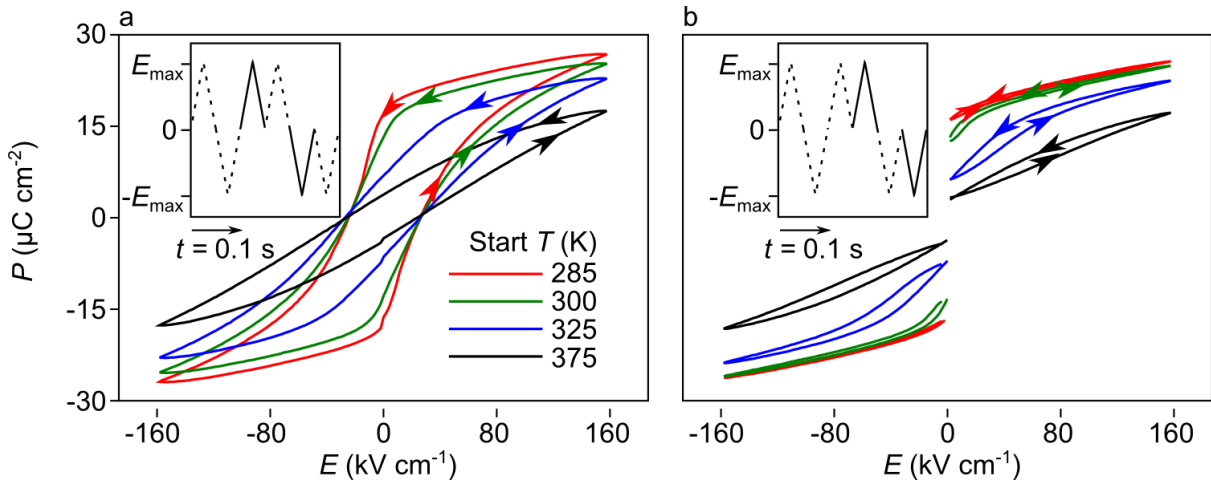 a
b
30
15
0
-15
-30
P (µC cm⁻²)
E_max
0
-E_max
t = 0.1 s
Start T (K)
285
300
325
375
-160 -80 0 80 160
E (kV cm⁻¹)
E_max
0
-E_max
t = 0.1 s
-160 -80 0 80 160
E (kV cm⁻¹)